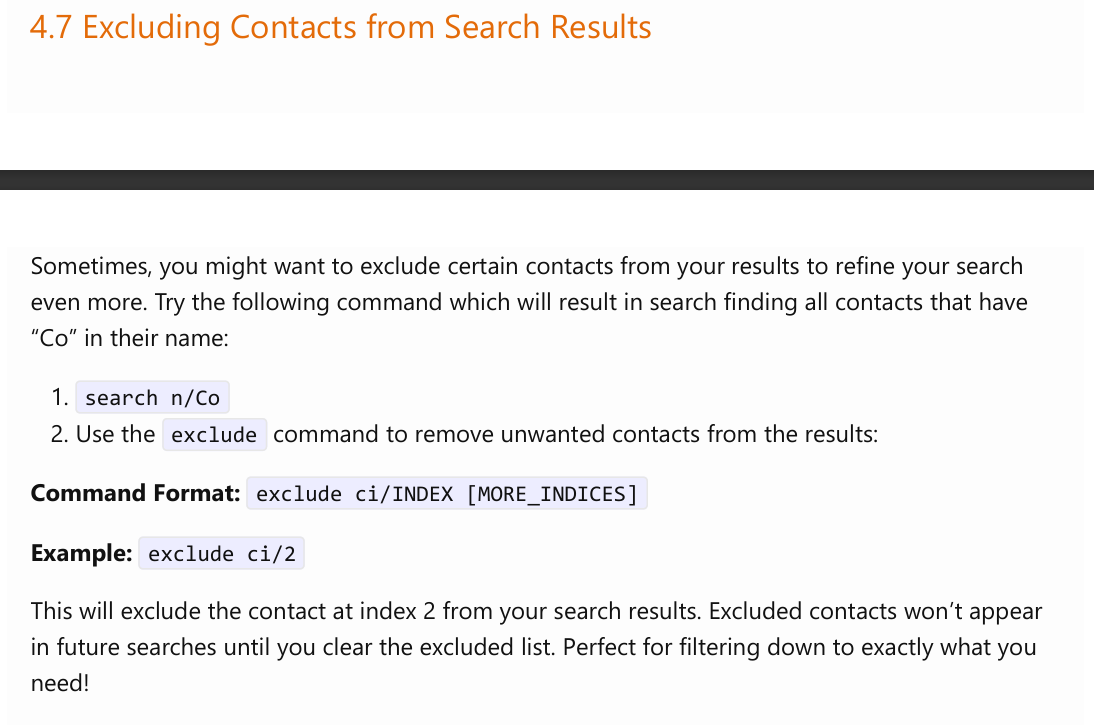 4.7 Excluding Contacts from Search Results
Sometimes, you might want to exclude certain contacts from your results to refine your search
even more. Try the following command which will result in search finding all contacts that have
“Co” in their name:
1. search n/Co
2. Use the exclude command to remove unwanted contacts from the results:
Command Format: exclude ci/INDEX [MORE_INDICES]
Example: exclude ci/2
This will exclude the contact at index 2 from your search results. Excluded contacts won’t appear
in future searches until you clear the excluded list. Perfect for filtering down to exactly what you
need!